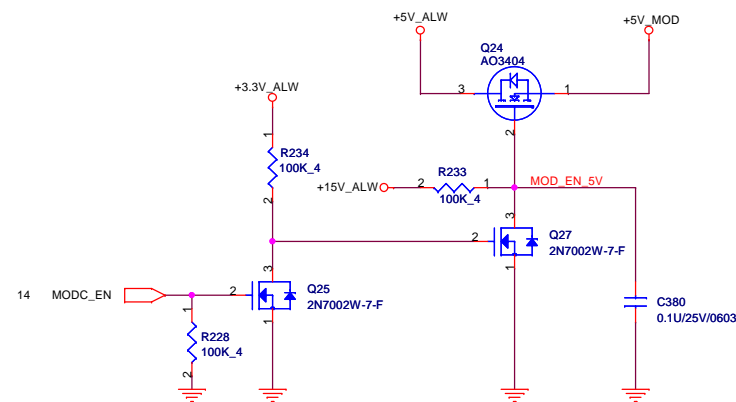 +5V_ALW
+5V_MOD
Q24
AO3404
3
1
2
+3.3V_ALW
1
R234
100K_4
2
+15V_ALW
2
R233
1
100K_4
MOD_EN_5V
3
2
Q27
2N7002W-7-F
1
3
14 MODC_EN
2
Q25
2N7002W-7-F
1
1
R228
100K_4
2
C380
0.1U/25V/0603